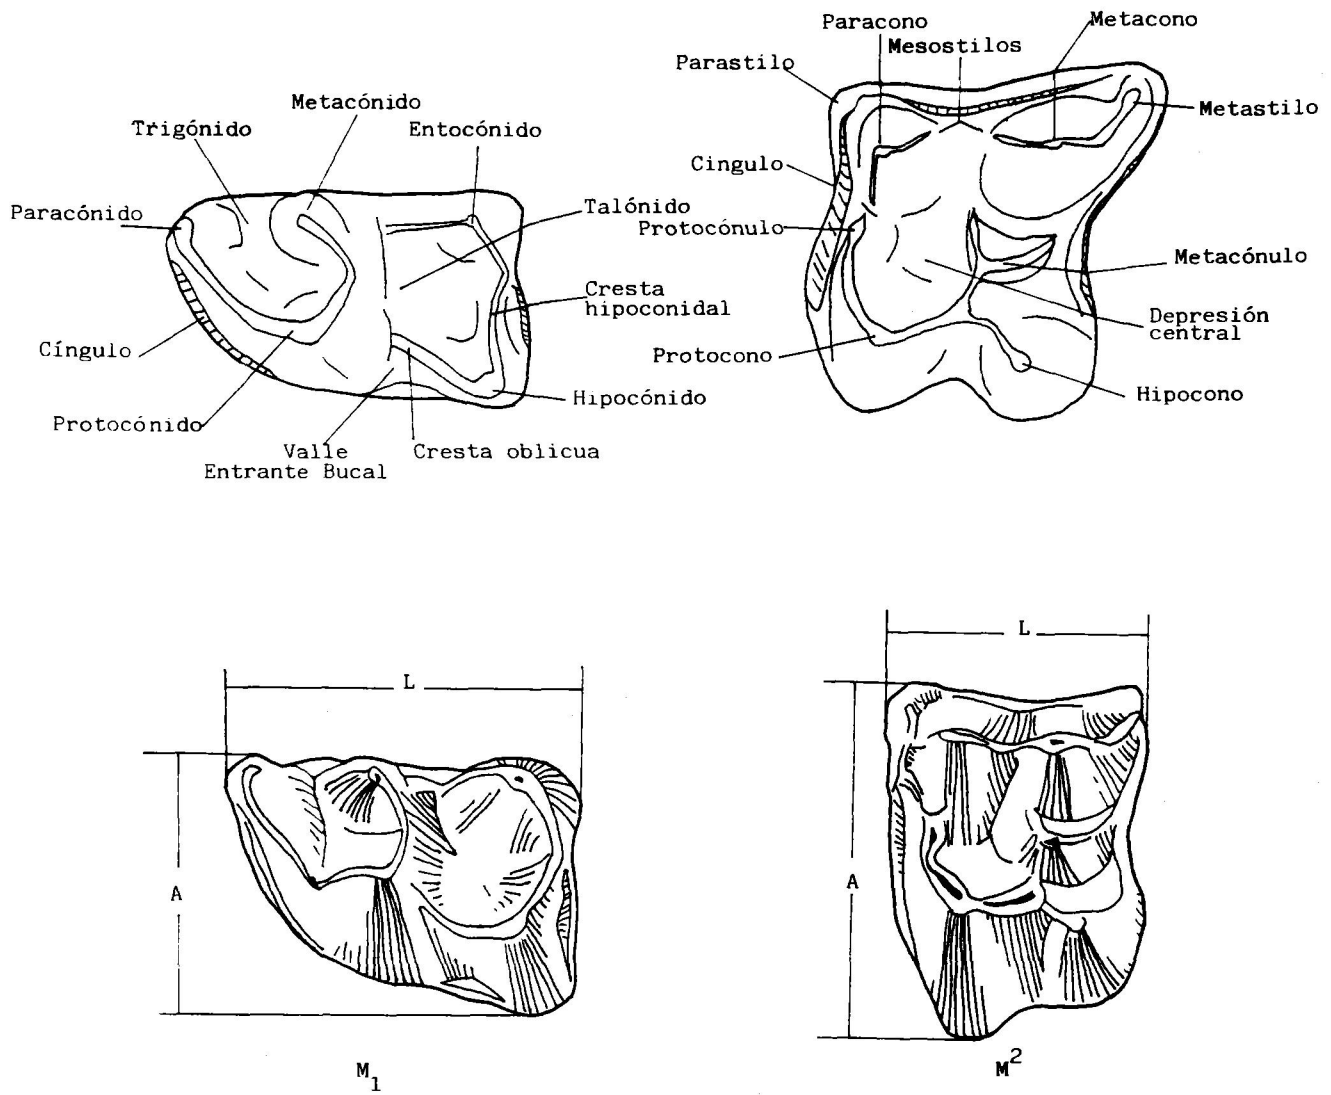 Metacónido
Trigónido
Entocónido
Paracónido
Talónido
Cresta
hipoconidal
Cíngulo
Hipocónido
Protocónido
Valle
Entrante Bucal
Cresta oblicua
Paracono
Metacono
Mesostilos
Parastilo
Metastilo
Cingulo
Protocónulo
Metacónulo
Depresión
central
Protocono
Hipocono
L
A
M1
L
A
M2